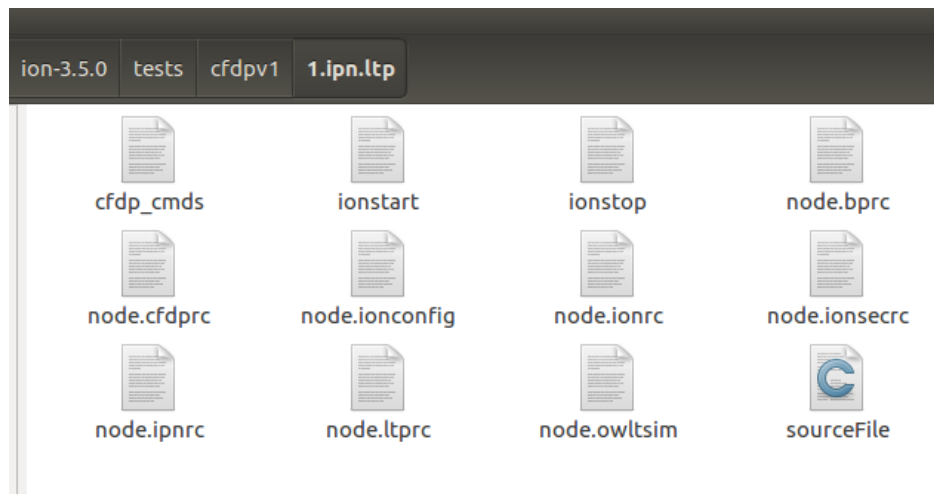 ion-3.5.0 tests cfdpv1 1.ipn.ltp
cfdp_cmds ionstart ionstop node.bprc
node.cfdprc node.ionconfig node.ionrc node.ionsecrc
node.ipnrc node.ltprc node.owltsim sourceFile